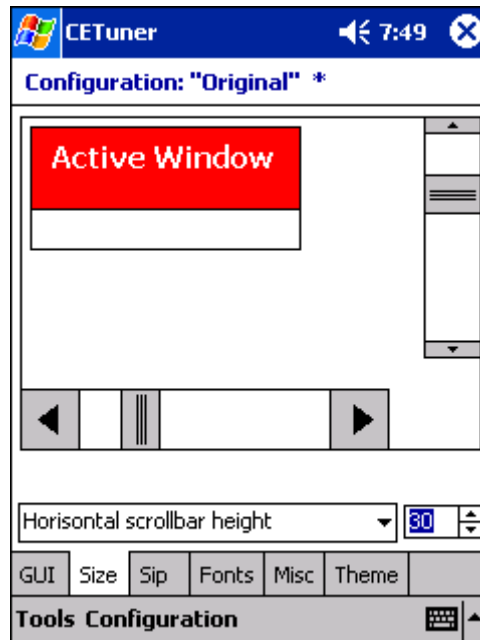 CETuner 7:49
Configuration: "Original" *
Active Window
Horisontal scrollbar height 30
GUI Size Sip Fonts Misc Theme
Tools Configuration